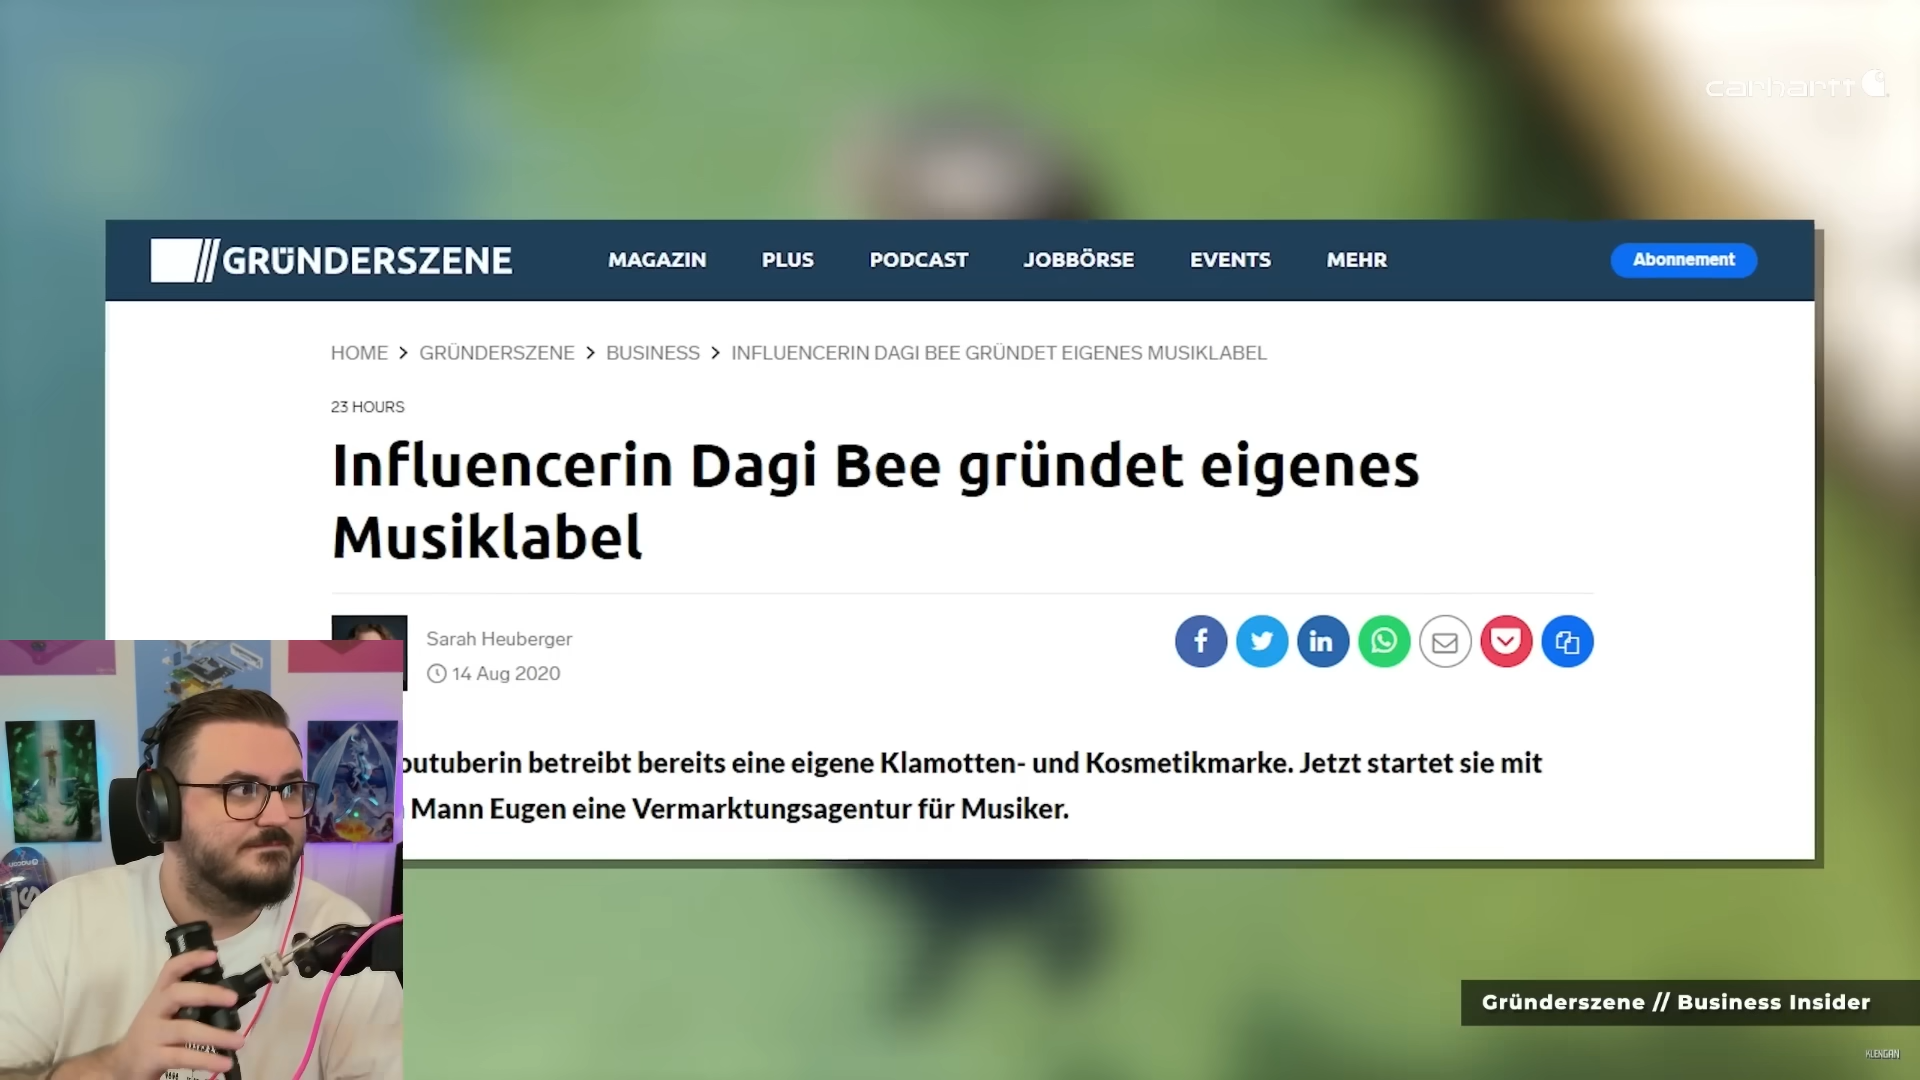 carhartt
GRÜNDERSZENE MAGAZIN PLUS PODCAST JOBBÖRSE EVENTS MEHR Abonnement
HOME > GRÜNDERSZENE > BUSINESS > INFLUENCERIN DAGI BEE GRÜNDET EIGENES MUSIKLABEL
23 HOURS
Influencerin Dagi Bee gründet eigenes
Musiklabel
Sarah Heuberger
14 Aug 2020
outuberin betreibt bereits eine eigene Klamotten- und Kosmetikmarke. Jetzt startet sie mit
Mann Eugen eine Vermarktungsagentur für Musiker.
Gründerszene // Business Insider
KLENGAN